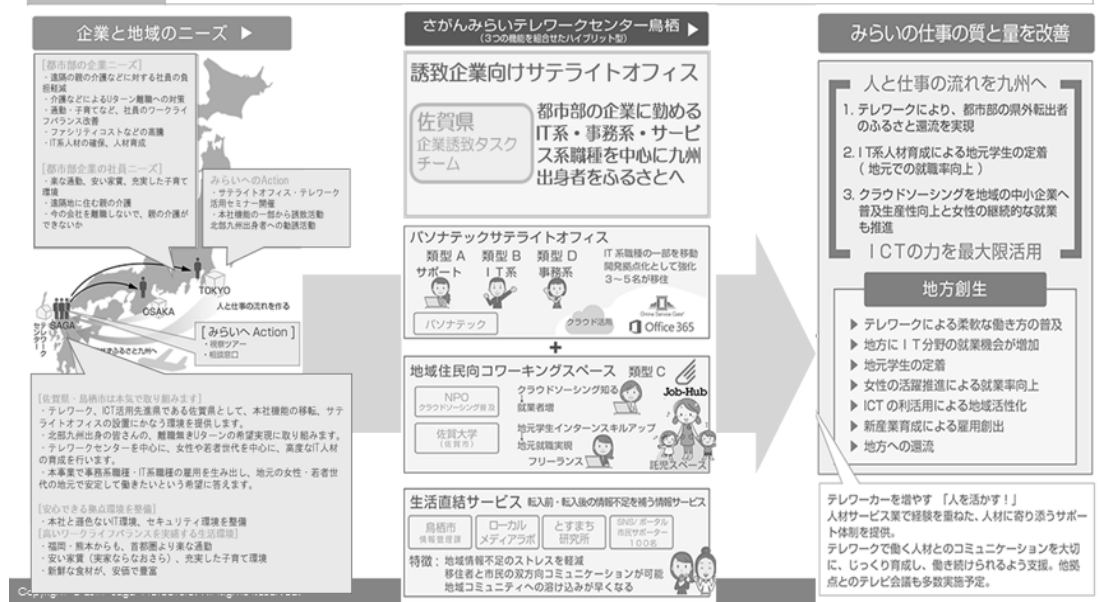 企業と地域のニーズ ▶
[都市部の企業ニーズ]
・遠隔の親の介護などに対する社員の負
担軽減
・介護などによるUターン離職への対策
・通勤・子育てなど、社員のワークライ
フバランス改善
・ファシリティコストなどの高騰
・IT系人材の確保、人材育成
[都市部企業の社員ニーズ]
・楽な通勤、安い家賃、充実した子育て
環境
・遠隔地に住む親の介護
・今の会社を離職しないで、親の介護が
できないか
みらいへのAction
・サテライトオフィス・テレワーク
活用セミナー開催
・本社機能の一部から誘致活動
北部九州出身者への勧誘活動
TOKYO
OSAKA
SAGA
テレワーク
センター
人と仕事の流れを作る
ふるさと九州へ
[みらいへ Action]
・視察ツアー
・相談窓口
[佐賀県・鳥栖市は本気で取り組みます]
・テレワーク、ICT活用先進県である佐賀県として、本社機能の移転、サテ
ライトオフィスの設置にかなう環境を提供します。
・北部九州出身の皆さんの、離職無きUターンの希望実現に取り組みます。
・テレワークセンターを中心に、女性や若者世代を中心に、高度なIT人材
の育成を行います。
・本事業で事務系職種・IT系職種の雇用を生み出し、地元の女性・若者世
代の地元で安定して働きたいという希望に答えます。
[安心できる拠点環境を整備]
・本社と遜色ないIT環境、セキュリティ環境を整備
[高いワークライフバランスを実感する生活環境]
・福岡・熊本からも、首都圏より楽な通勤
・安い家賃（実家ならなおさら）、充実した子育て環境
・新鮮な食材が、安価で豊富
さがんみらいテレワークセンター鳥栖 ▶
（3つの機能を組合せたハイブリット型）
誘致企業向けサテライトオフィス
佐賀県
企業誘致タスク
チーム
都市部の企業に勤める
IT系・事務系・サービ
ス系職種を中心に九州
出身者をふるさとへ
パソナテックサテライトオフィス
類型A 類型B 類型D
サポート IT系 事務系
IT系職種の一部を移動
開発拠点化として強化
3～5名が移住
パソナテック
クラウド活用
Online Service Gate
Office 365
+
地域住民向コワーキングスペース 類型C
NPO
クラウドソーシング普及
佐賀大学
（佐賀市）
クラウドソーシング知る
就業者増
地元学生インターンスキルアップ
地元就職実現
フリーランス
Job-Hub
託児スペース
生活直結サービス 転入前・転入後の情報不足を補う情報サービス
鳥栖市
情報管理課
ローカル
メディアラボ
とすまち
研究所
SNS/ポータル
市民サポーター
100名
特徴：地域情報不足のストレスを軽減
移住者と市民の双方向コミュニケーションが可能
地域コミュニティへの溶け込みが早くなる
みらいの仕事の質と量を改善
人と仕事の流れを九州へ
1. テレワークにより、都市部の県外転出者
のふるさと還流を実現
2. IT系人材育成による地元学生の定着
（地元での就職率向上）
3. クラウドソーシングを地域の中小企業へ
普及生産性向上と女性の継続的な就業
も推進
ICTの力を最大限活用
地方創生
▶ テレワークによる柔軟な働き方の普及
▶ 地方にIT分野の就業機会が増加
▶ 地元学生の定着
▶ 女性の活躍推進による就業率向上
▶ ICTの利活用による地域活性化
▶ 新産業育成による雇用創出
▶ 地方への還流
テレワーカーを増やす 「人を活かす！」
人材サービス業で経験を重ねた、人材に寄り添うサポー
ト体制を提供。
テレワークで働く人材とのコミュニケーションを大切
に、じっくり育成し、働き続けられるよう支援。他拠
点とのテレビ会議も多数実施予定。